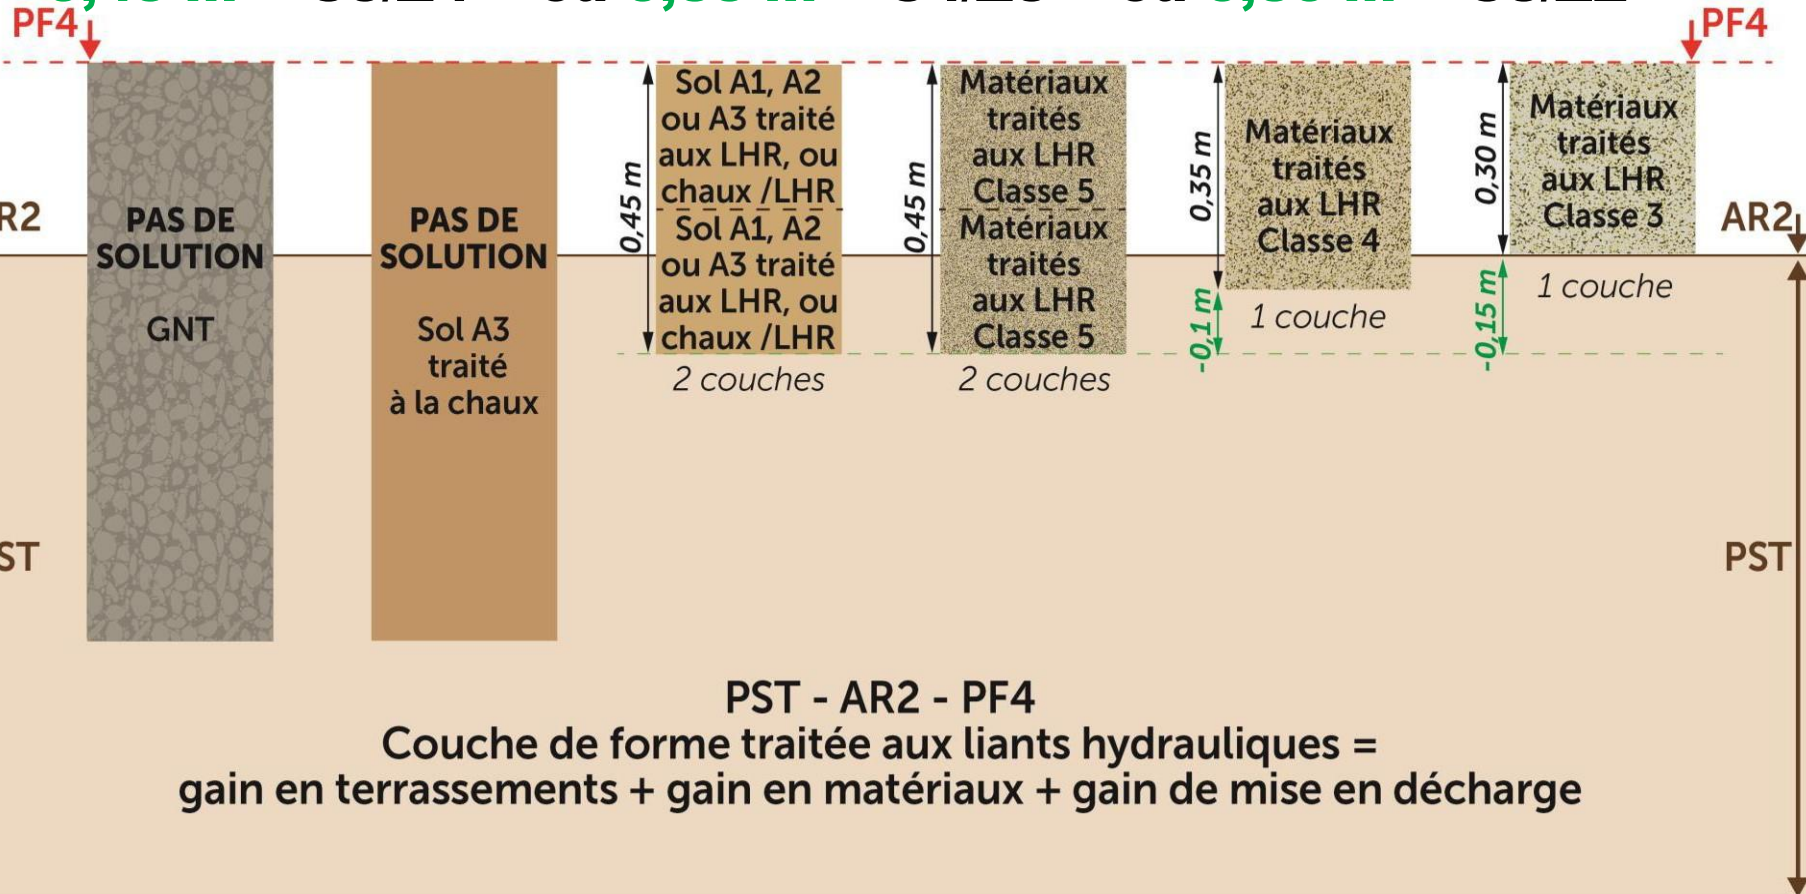 PF4
PF4
PAS DE
SOLUTION
GNT
PAS DE
SOLUTION
Sol A3
traité
à la chaux
0,45 m
Sol A1, A2
ou A3 traité
aux LHR, ou
chaux /LHR
Sol A1, A2
ou A3 traité
aux LHR, ou
chaux /LHR
2 couches
0,45 m
Matériaux
traités
aux LHR
Classe 5
Matériaux
traités
aux LHR
Classe 5
2 couches
0,35 m
Matériaux
traités
aux LHR
Classe 4
-0,1 m
1 couche
0,30 m
Matériaux
traités
aux LHR
Classe 3
-0,15 m
1 couche
R2
AR2
ST
PST
PST - AR2 - PF4
Couche de forme traitée aux liants hydrauliques =
gain en terrassements + gain en matériaux + gain de mise en décharge